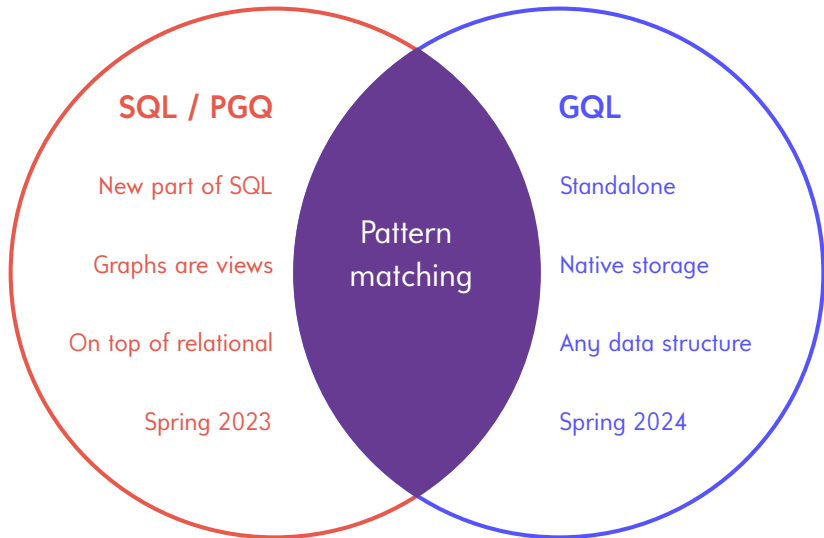 SQL / PGQ
New part of SQL
Graphs are views
On top of relational
Spring 2023
Pattern
matching
GQL
Standalone
Native storage
Any data structure
Spring 2024